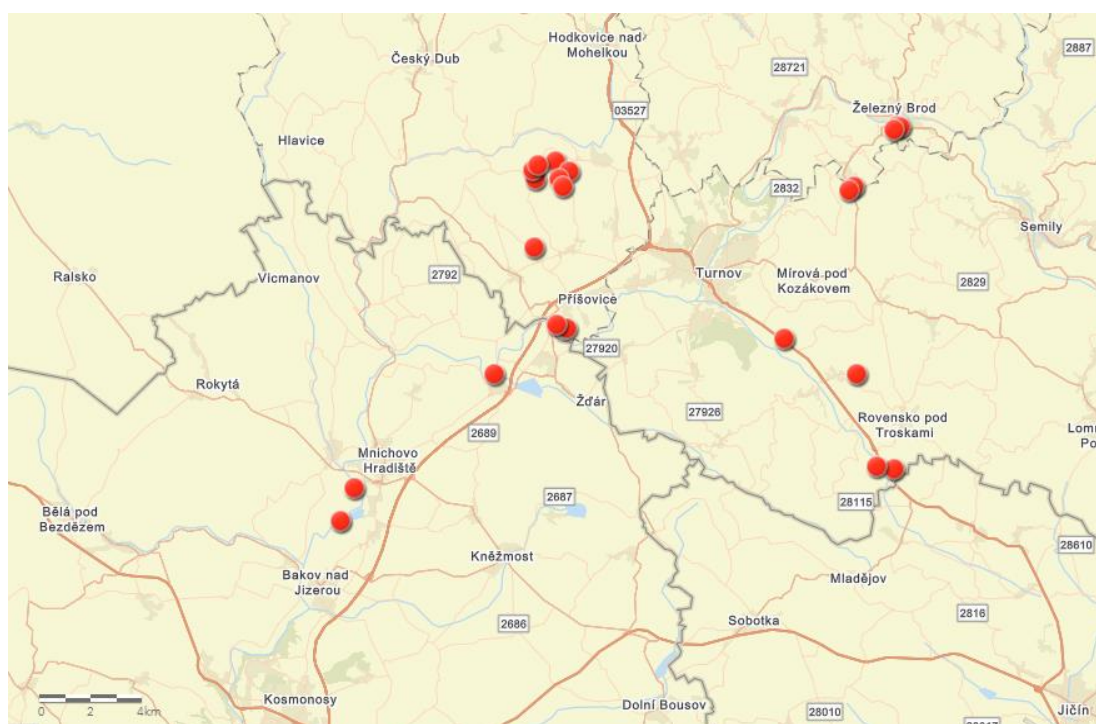 Hodkovice nad
Mohelkou
2887
Český Dub
28721
Železný Brod
03527
Hlavice
2832
Semily
Ralsko
Vicmanov
2792
Turnov
Mírová pod
Kozákovem
2829
Příšovice
27920
Rokytá
Žďár
27926
Rovensko pod
Troskami
2689
Mnichovo
Hradiště
Bělá pod
Bezdězem
2687
28115
28610
Kněžmost
Bakov nad
Jizerou
Mladějov
2686
Sobotka
2816
Kosmonosy
Dolní Bousov
28010
Jičín
0 2 4km